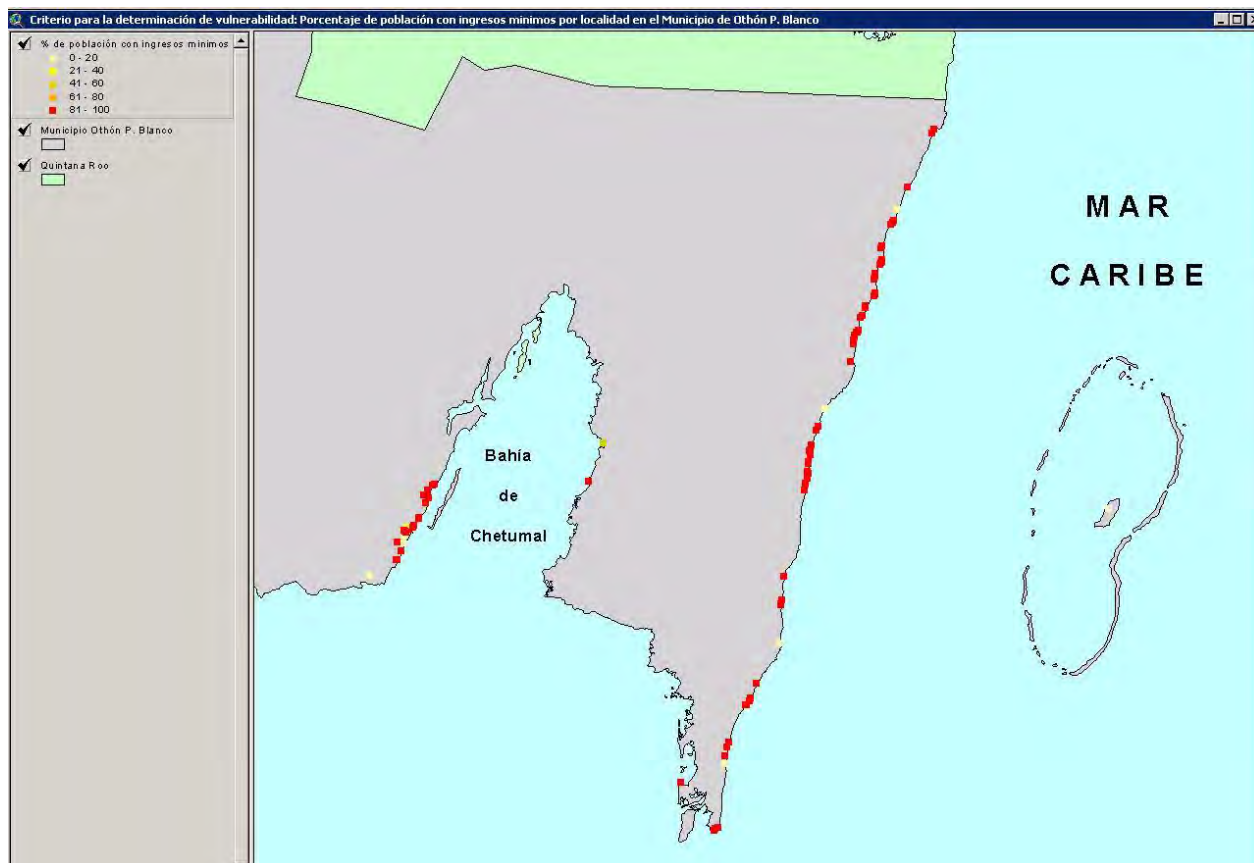 Criterio para la determinación de vulnerabilidad: Porcentaje de población con ingresos minimos por localidad en el Municipio de Othón P. Blanco
% de población con ingresos minimos
0 - 20
21 - 40
41 - 60
61 - 80
81 - 100
Municipio Othón P. Blanco
Quintana Roo
MAR
CARIBE
Bahía
de
Chetumal